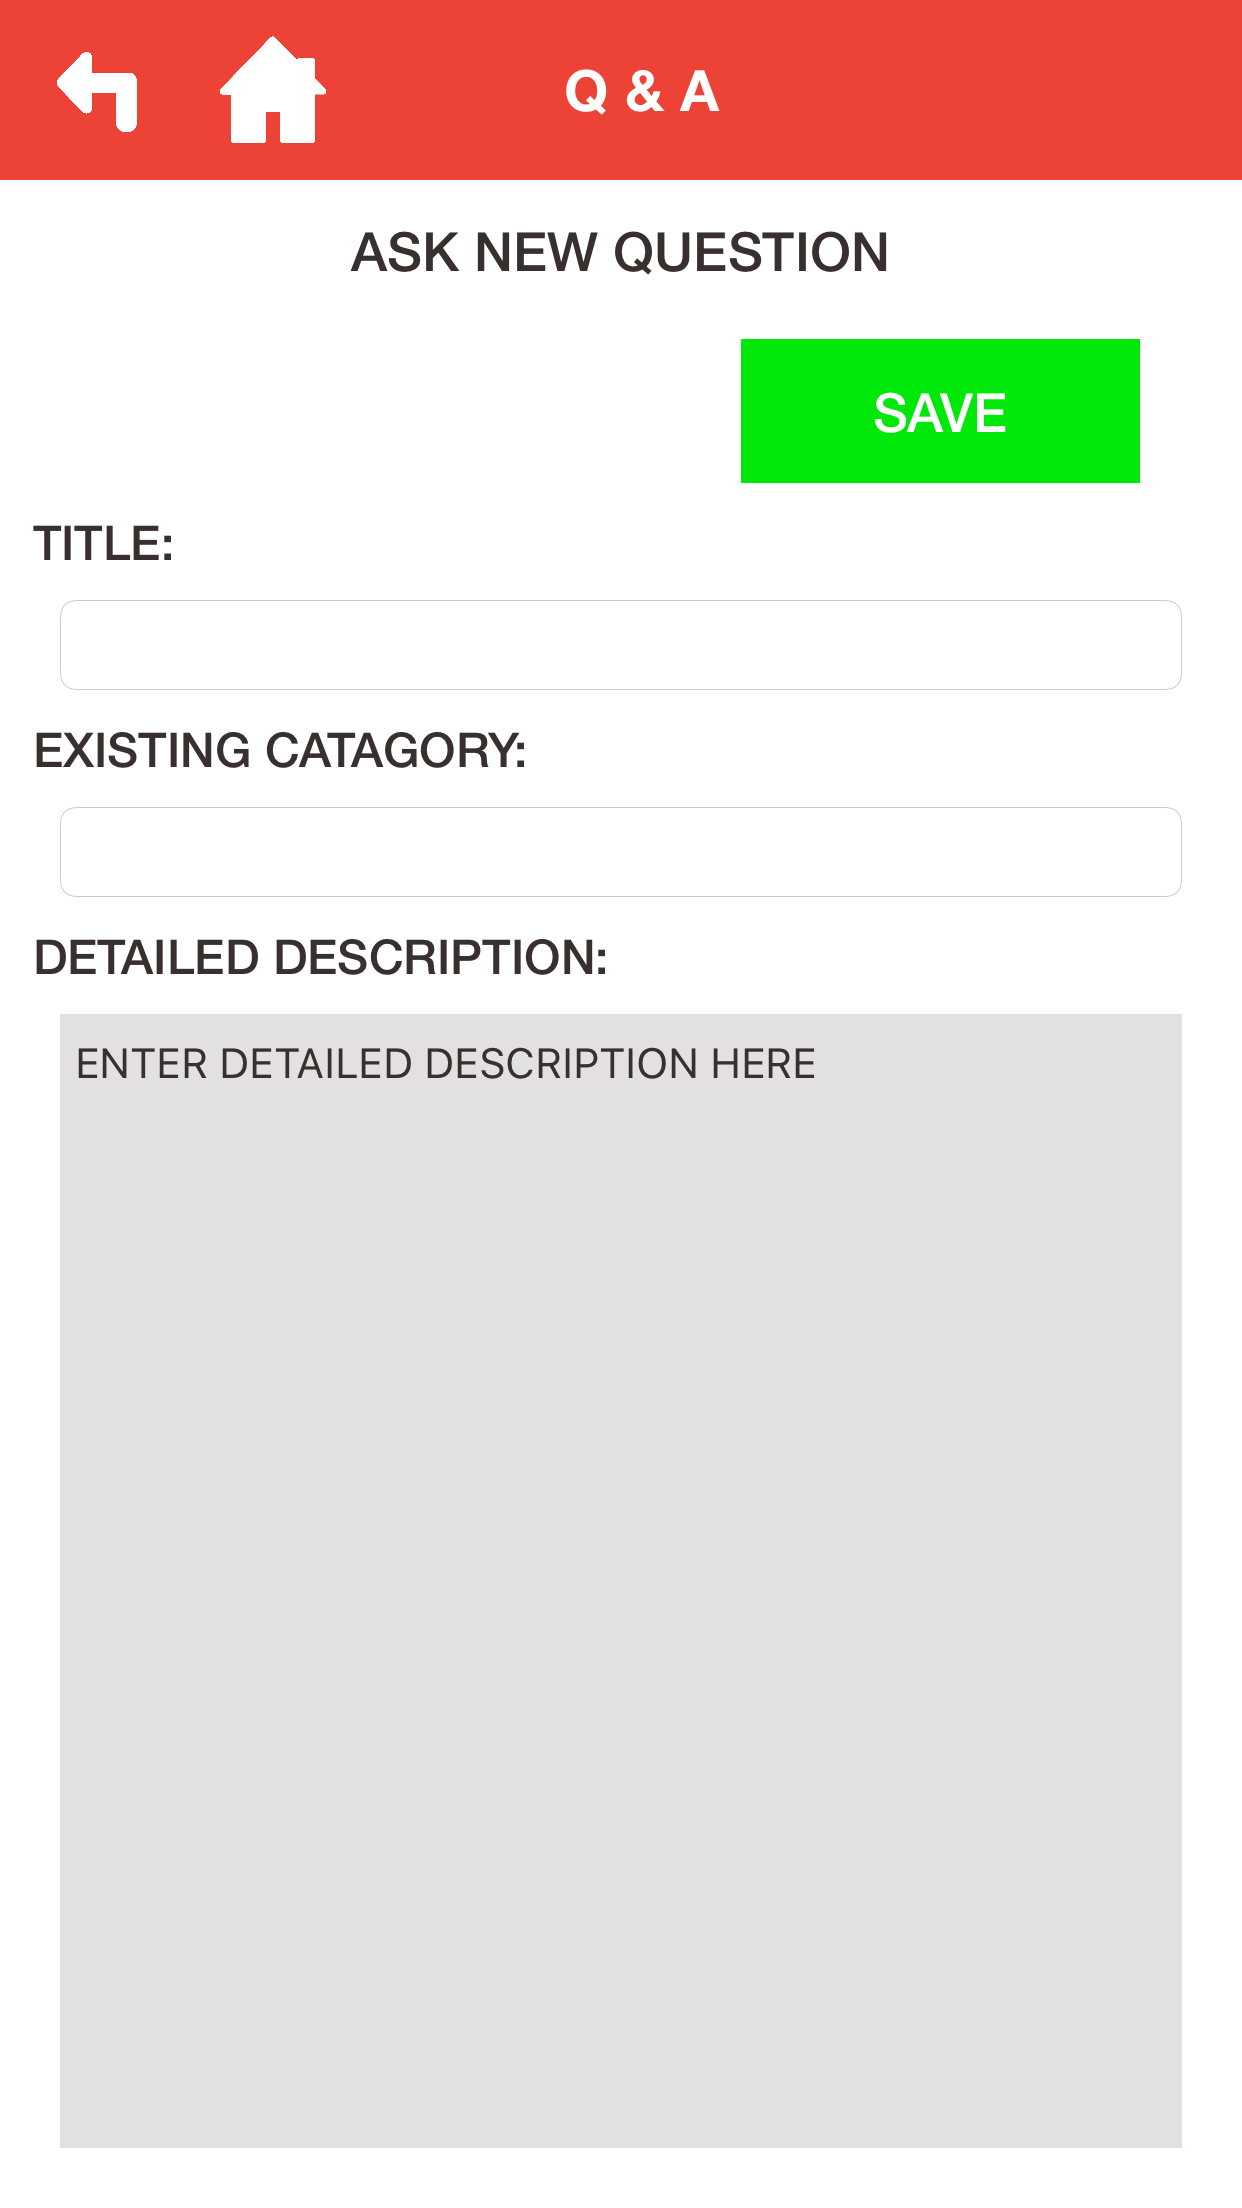 Q & A
ASK NEW QUESTION
SAVE
TITLE:
EXISTING CATAGORY:
DETAILED DESCRIPTION:
ENTER DETAILED DESCRIPTION HERE